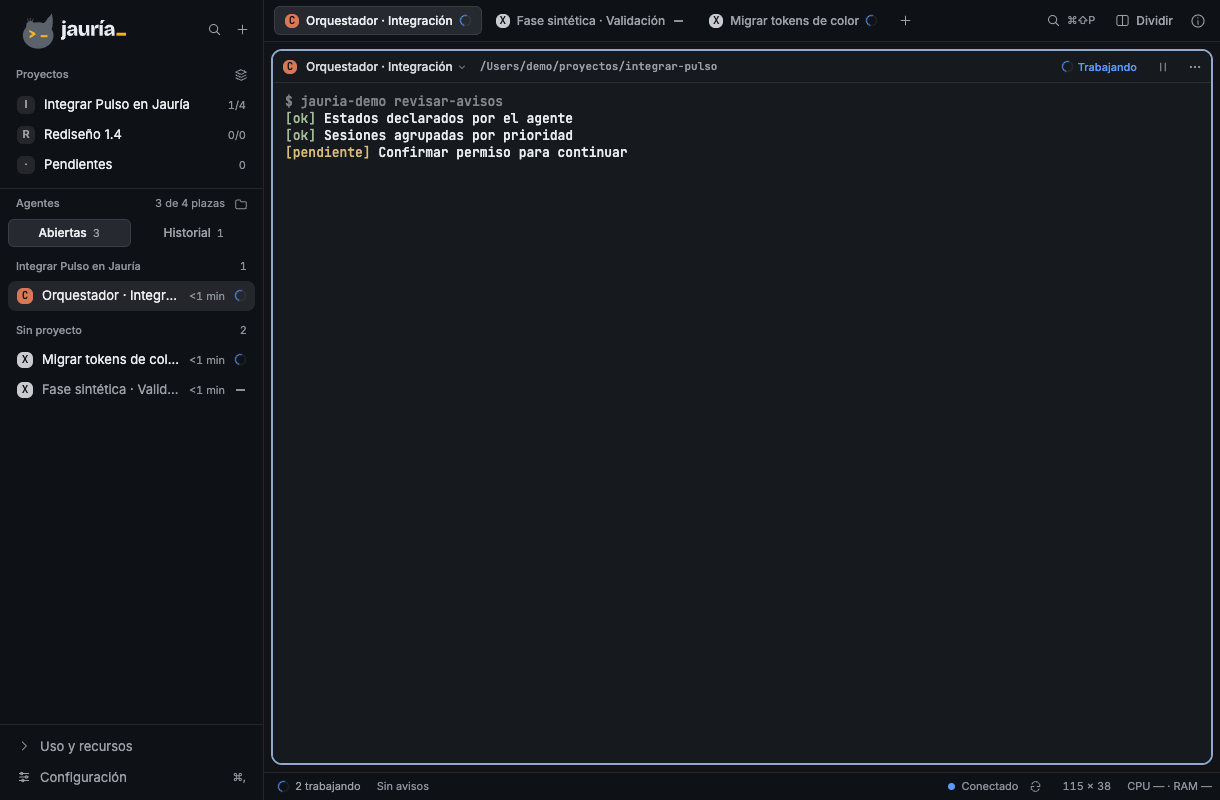 jauría_
Proyectos
I Integrar Pulso en Jauría 1/4
R Rediseño 1.4 0/0
· Pendientes 0
Agentes 3 de 4 plazas
Abiertas 3 Historial 1
Integrar Pulso en Jauría 1
C Orquestador · Integr... <1 min
Sin proyecto 2
X Migrar tokens de col... <1 min
X Fase sintética · Valid... <1 min
Uso y recursos
Configuración ⌘,
C Orquestador · Integración X Fase sintética · Validación X Migrar tokens de color ⌘⇧P Dividir
C Orquestador · Integración /Users/demo/proyectos/integrar-pulso Trabajando
$ jauria-demo revisar-avisos
[ok] Estados declarados por el agente
[ok] Sesiones agrupadas por prioridad
[pendiente] Confirmar permiso para continuar
2 trabajando Sin avisos Conectado 115 × 38 CPU — · RAM —